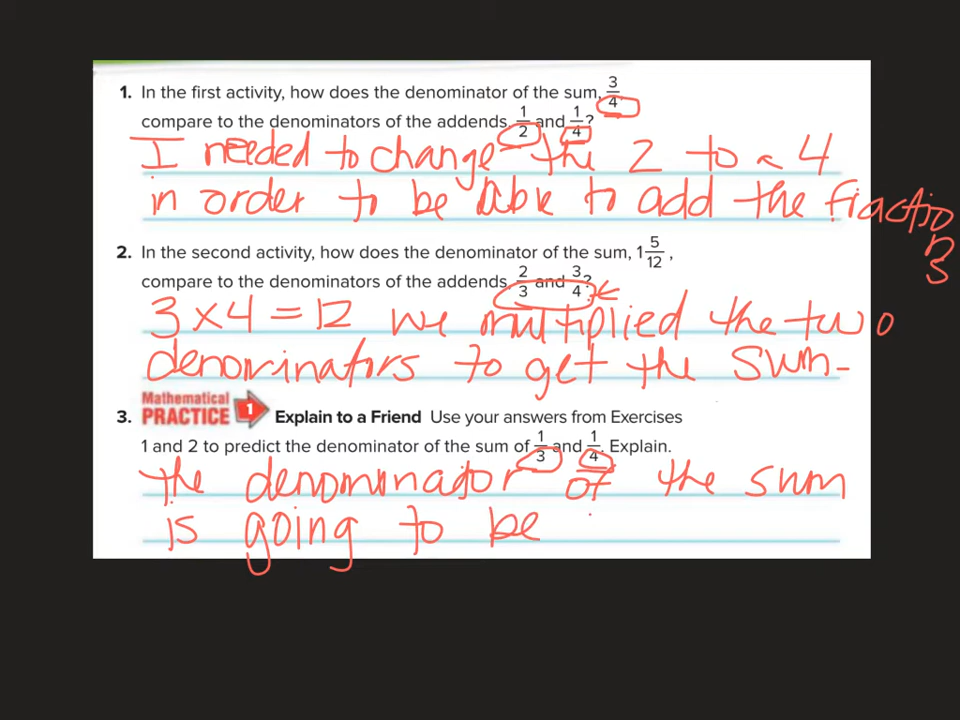 1. In the first activity, how does the denominator of the sum, 3/4
compare to the denominators of the addends, 1/2 and 1/4?
I needed to change the 2 to a 4
in order to be able to add the fractions
2. In the second activity, how does the denominator of the sum, 1 5/12,
compare to the denominators of the addends, 2/3 and 3/4?
3 x 4 = 12 we multiplied the two
denominators to get the sum.
Mathematical
3. PRACTICE 1 Explain to a Friend Use your answers from Exercises
1 and 2 to predict the denominator of the sum of 1/3 and 1/4. Explain.
the denominator of the sum
is going to be